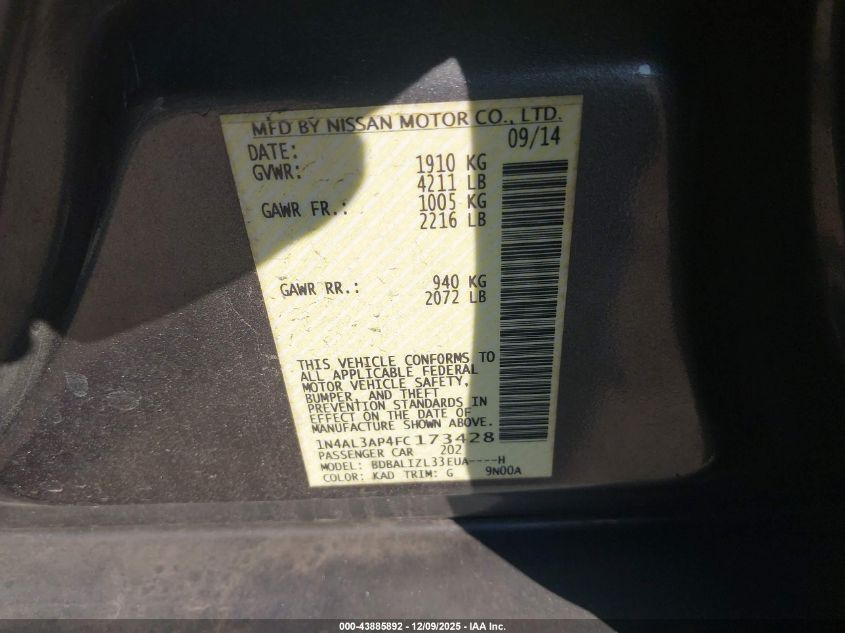 MFD BY NISSAN MOTOR CO., LTD.
DATE: 09/14
GVWR: 1910 KG
4211 LB
GAWR FR.: 1005 KG
2216 LB
GAWR RR.: 940 KG
2072 LB
THIS VEHICLE CONFORMS TO
ALL APPLICABLE FEDERAL
MOTOR VEHICLE SAFETY,
BUMPER, AND THEFT
PREVENTION STANDARDS IN
EFFECT ON THE DATE OF
MANUFACTURE SHOWN ABOVE.
1N4AL3AP4FC173428
PASSENGER CAR 202
MODEL: BDBALIZL33EUA----H
COLOR: KAD TRIM: G 9N00A
000-43885892 - 12/09/2025 - IAA Inc.